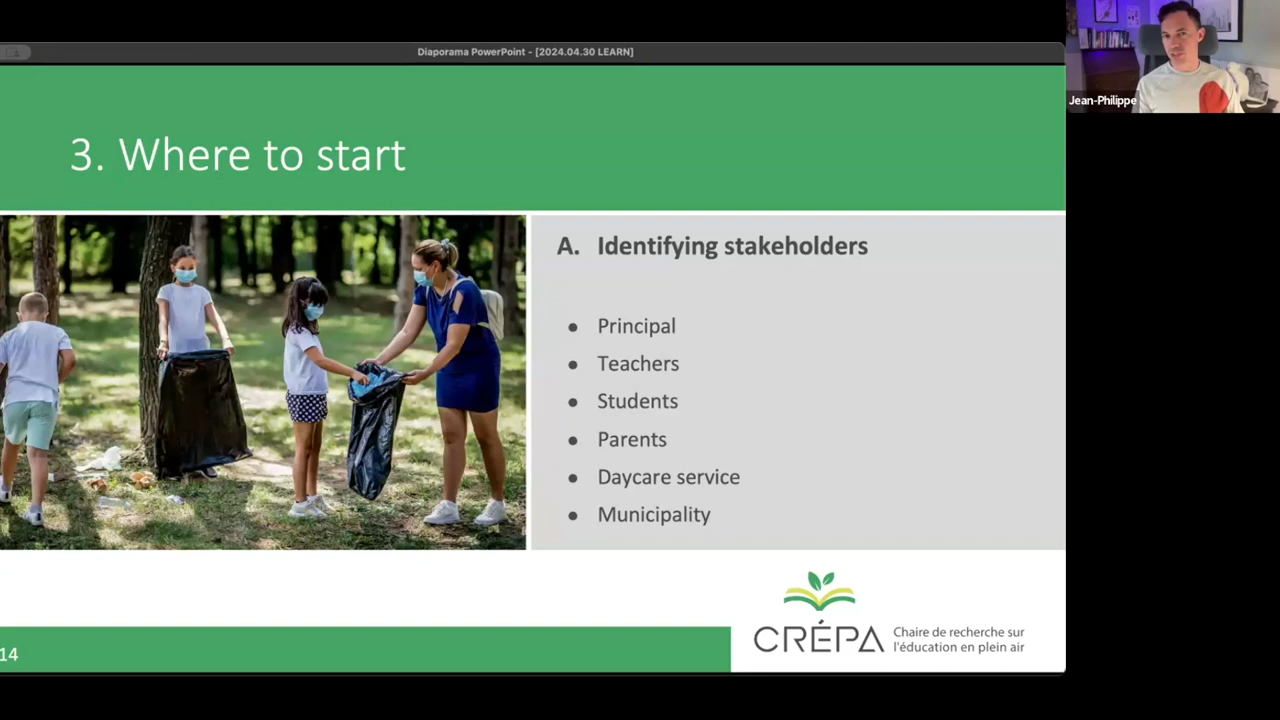 Diaporama PowerPoint - [2024.04.30 LEARN]
Jean-Philippe
3. Where to start
A. Identifying stakeholders
● Principal
● Teachers
● Students
● Parents
● Daycare service
● Municipality
CRÉPA
Chaire de recherche sur
l'éducation en plein air
14